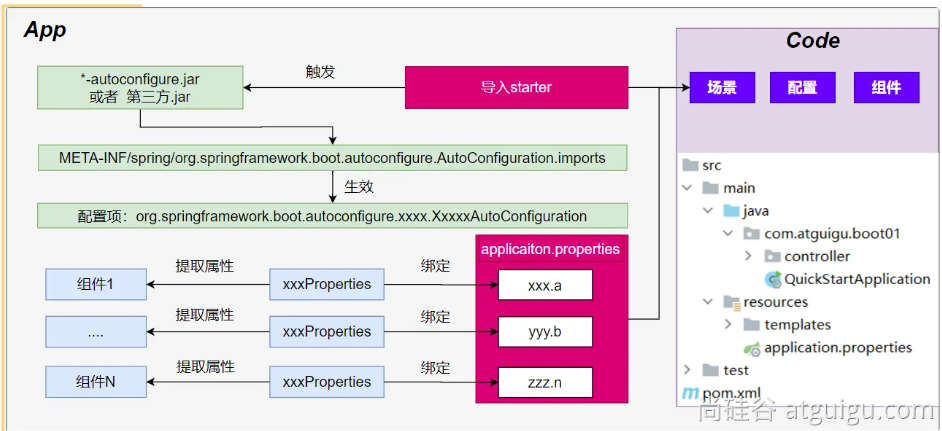 App
Code
*-autoconfigure.jar
或者 第三方.jar
触发
导入starter
场景
配置
组件
META-INF/spring/org.springframework.boot.autoconfigure.AutoConfiguration.imports
生效
配置项：org.springframework.boot.autoconfigure.xxxx.XxxxxAutoConfiguration
applicaiton.properties
组件1
提取属性
xxxProperties
绑定
xxx.a
....
提取属性
xxxProperties
绑定
yyy.b
组件N
提取属性
xxxProperties
绑定
zzz.n
src
main
java
com.atguigu.boot01
controller
QuickStartApplication
resources
templates
application.properties
test
m pom.xml
尚硅谷 atguigu.com